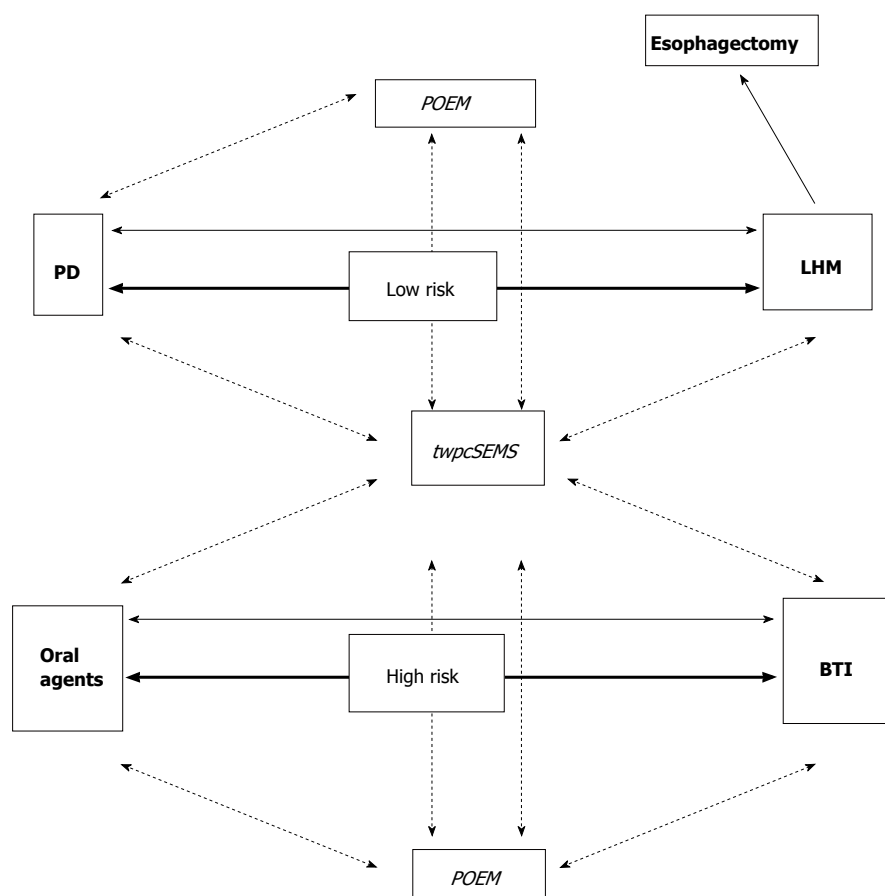 Esophagectomy
POEM
PD
LHM
Low risk
twpcSEMS
Oral
agents
High risk
BTI
POEM